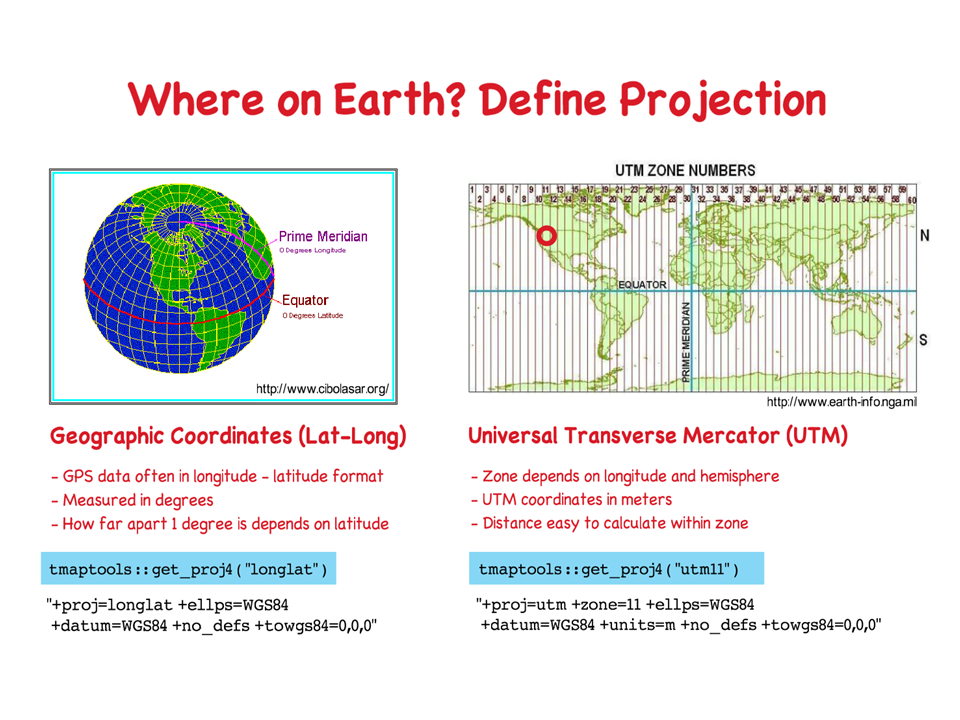 Where on Earth? Define Projection
Prime Meridian
0 Degrees Longitude
Equator
0 Degrees Latitude
http://www.cibolasar.org/
Geographic Coordinates (Lat-Long)
- GPS data often in longitude - latitude format
- Measured in degrees
- How far apart 1 degree is depends on latitude
tmaptools::get_proj4("longlat")
"+proj=longlat +ellps=WGS84
+datum=WGS84 +no_defs +towgs84=0,0,0"
UTM ZONE NUMBERS
1 3 5 7 9 11 13 15 17 19 21 23 25 27 29 31 33 35 37 39 41 43 45 47 49 51 53 55 57 59
2 4 6 8 10 12 14 16 18 20 22 24 26 28 30 32 34 36 38 40 42 44 46 48 50 52 54 56 58 60
N
EQUATOR
PRIME MERIDIAN
S
http://www.earth-info.nga.mil
Universal Transverse Mercator (UTM)
- Zone depends on longitude and hemisphere
- UTM coordinates in meters
- Distance easy to calculate within zone
tmaptools::get_proj4("utm11")
"+proj=utm +zone=11 +ellps=WGS84
+datum=WGS84 +units=m +no_defs +towgs84=0,0,0"